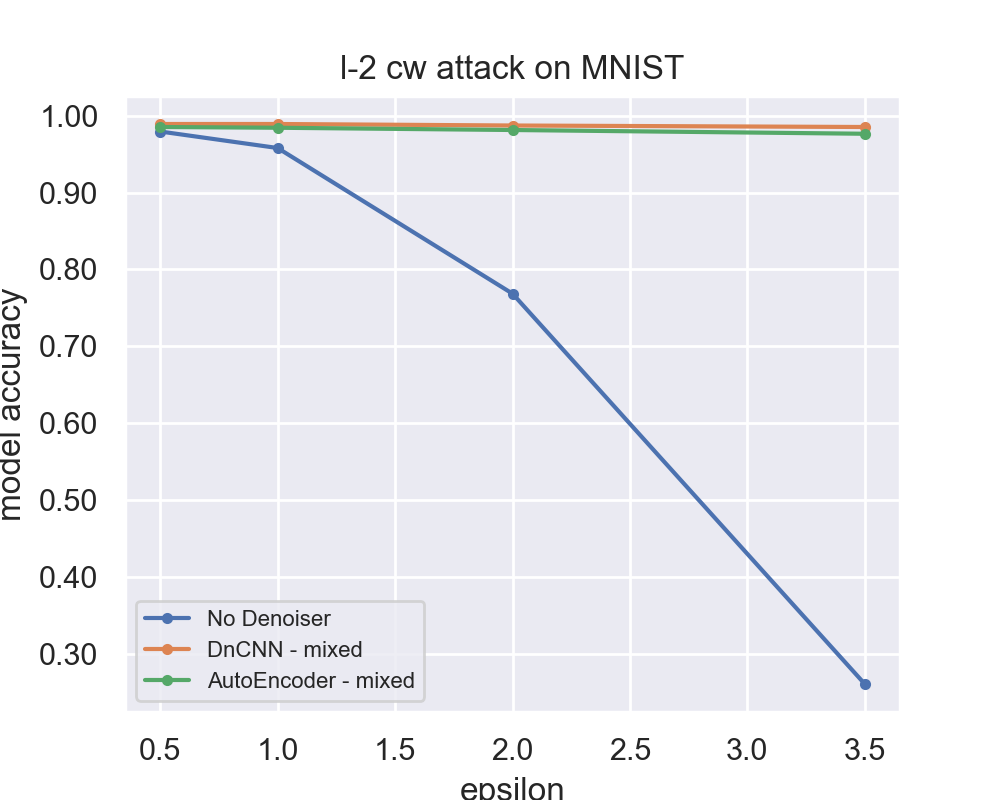 l-2 cw attack on MNIST
model accuracy
1.00
0.90
0.80
0.70
0.60
0.50
0.40
0.30
No Denoiser
DnCNN - mixed
AutoEncoder - mixed
0.5 1.0 1.5 2.0 2.5 3.0 3.5
epsilon